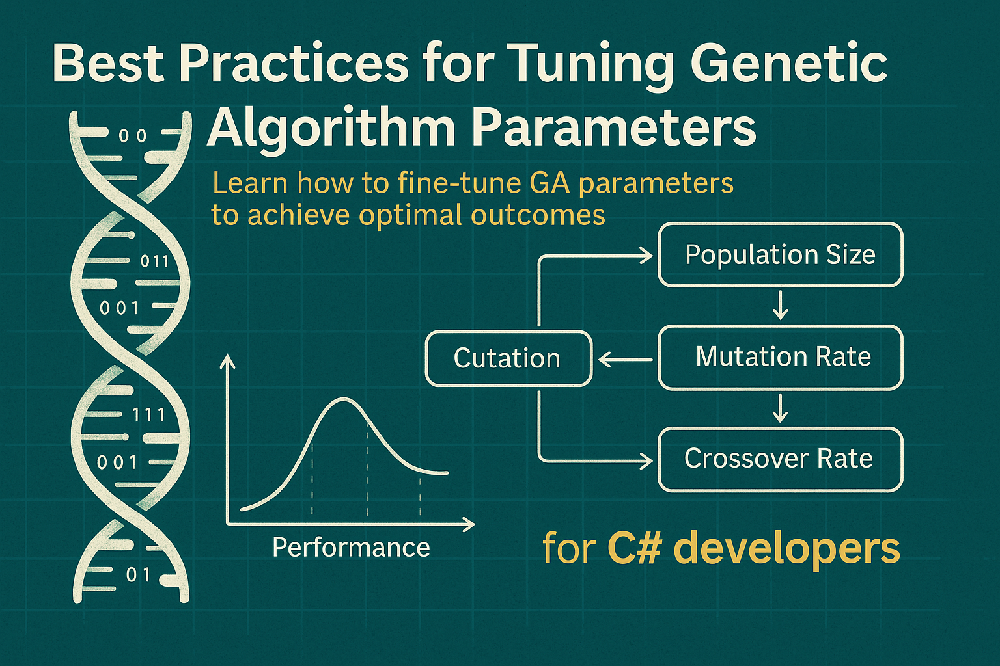 Best Practices for Tuning Genetic
Algorithm Parameters
Learn how to fine-tune GA parameters
to achieve optimal outcomes
00
011
001
111
001
01
Population Size
Cutation
Mutation Rate
Crossover Rate
Performance
for C# developers